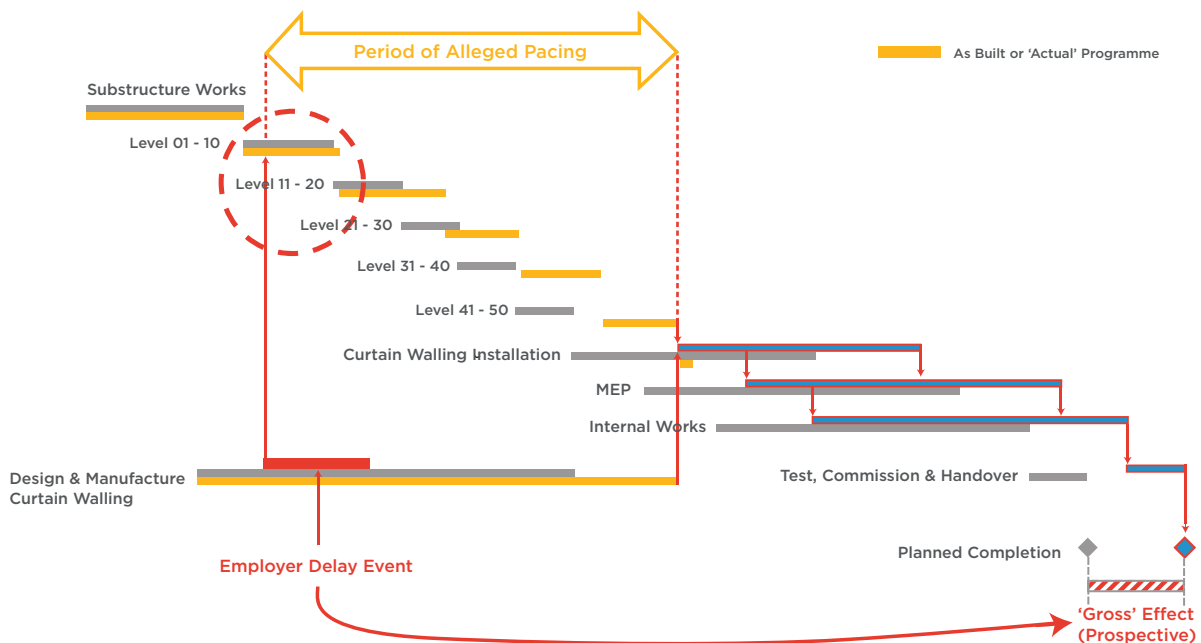 Period of Alleged Pacing
As Built or ‘Actual’ Programme
Substructure Works
Level 01 - 10
Level 11 - 20
Level 21 - 30
Level 31 - 40
Level 41 - 50
Curtain Walling Installation
MEP
Internal Works
Test, Commission & Handover
Design & Manufacture
Curtain Walling
Planned Completion
Employer Delay Event
‘Gross’ Effect
(Prospective)